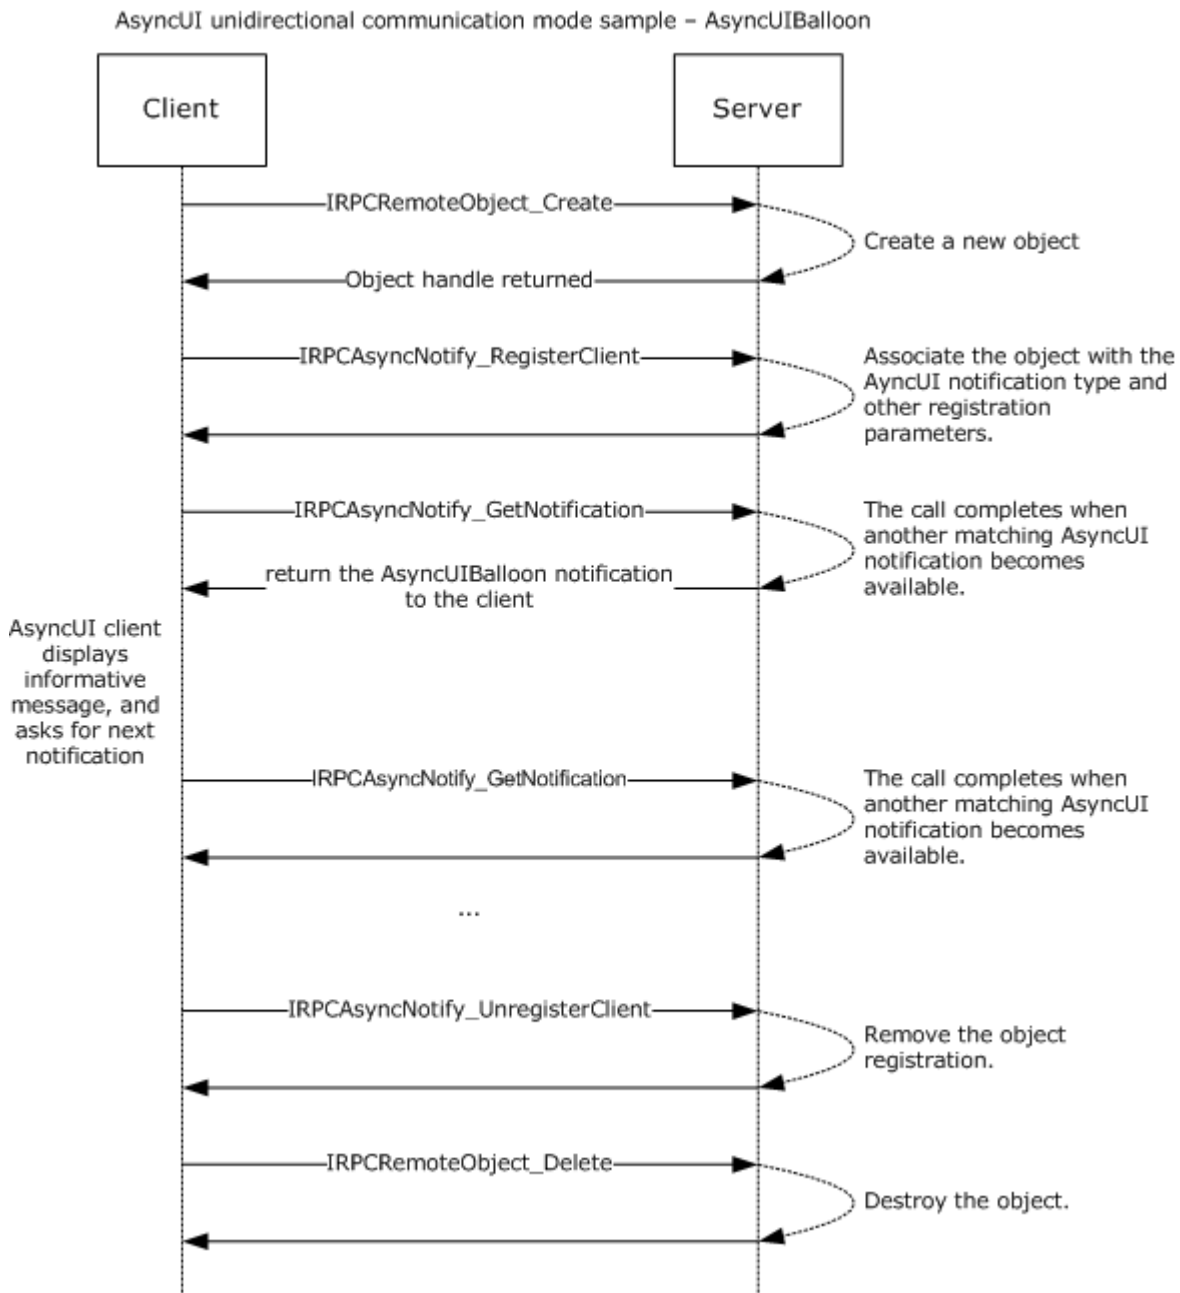 AsyncUI unidirectional communication mode sample – AsyncUIBalloon
Client
Server
IRPCRemoteObject_Create
Create a new object
Object handle returned
IRPCAsyncNotify_RegisterClient
Associate the object with the
AyncUI notification type and
other registration
parameters.
IRPCAsyncNotify_GetNotification
The call completes when
another matching AsyncUI
notification becomes
available.
return the AsyncUIBalloon notification
to the client
AsyncUI client
displays
informative
message, and
asks for next
notification
IRPCAsyncNotify_GetNotification
The call completes when
another matching AsyncUI
notification becomes
available.
...
IRPCAsyncNotify_UnregisterClient
Remove the object
registration.
IRPCRemoteObject_Delete
Destroy the object.